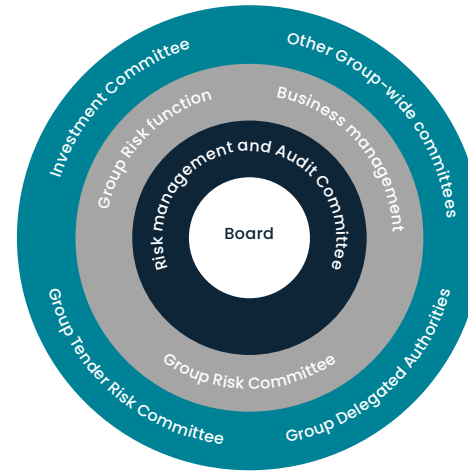 Investment Committee
Other Group-wide committees
Group Risk function
Business management
Risk management and Audit Committee
Board
Group Risk Committee
Group Tender Risk Committee
Group Delegated Authorities